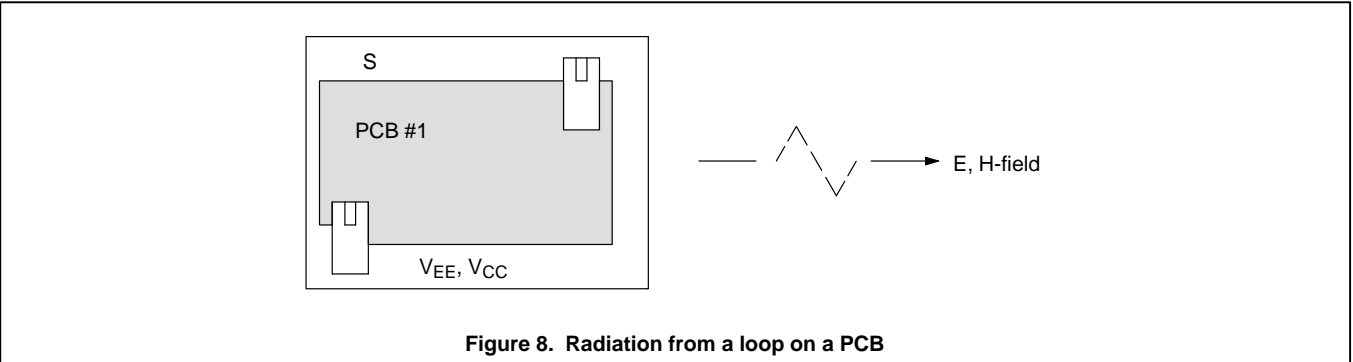 S
PCB #1
E, H-field
VEE, VCC
Figure 8. Radiation from a loop on a PCB